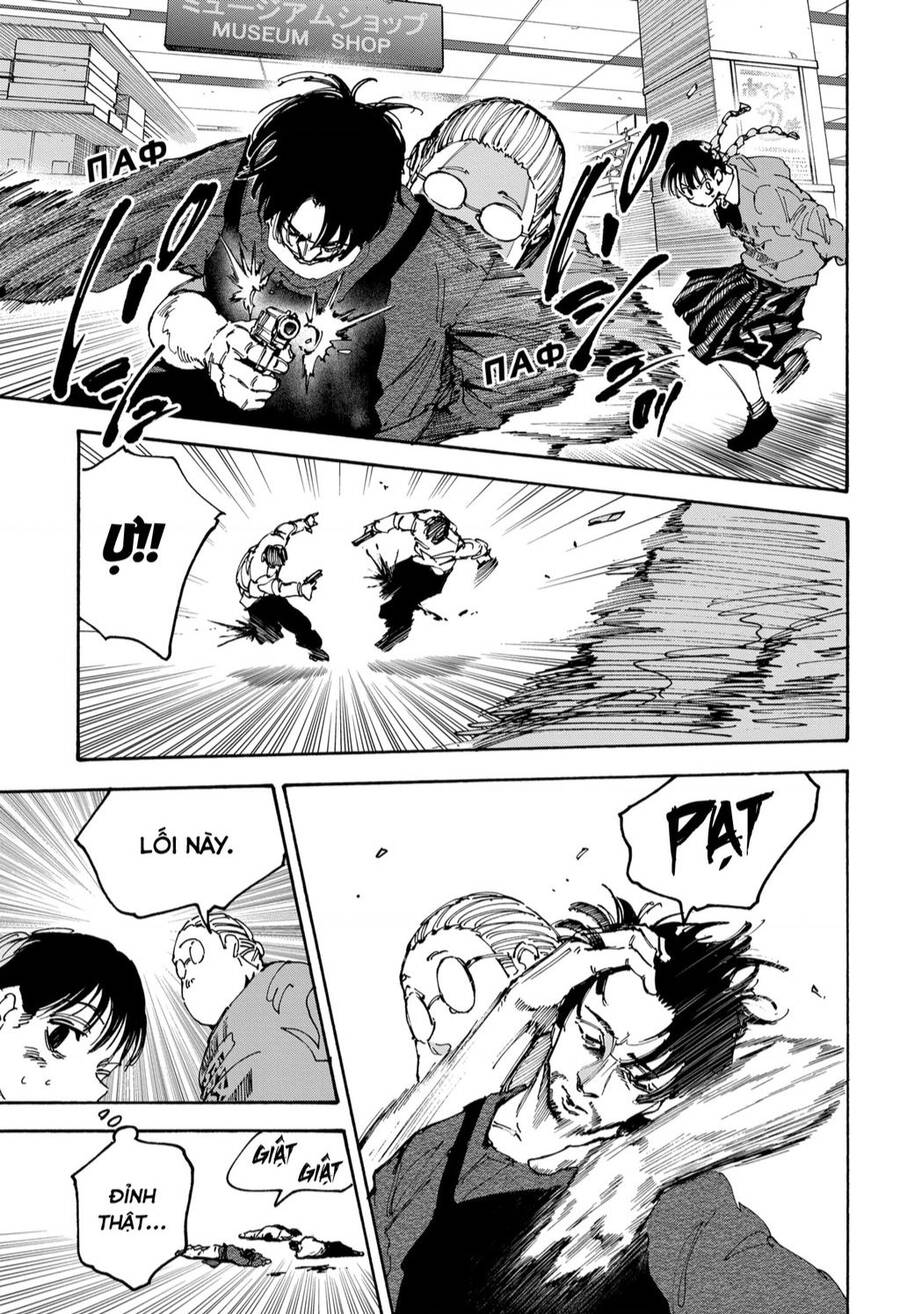 ミュージアムショップ
MUSEUM SHOP
ПАФ
ПАФ
Ự!!
PẠT
LỐI NÀY.
GIẬT
GIẬT
ĐỈNH
THẬT...